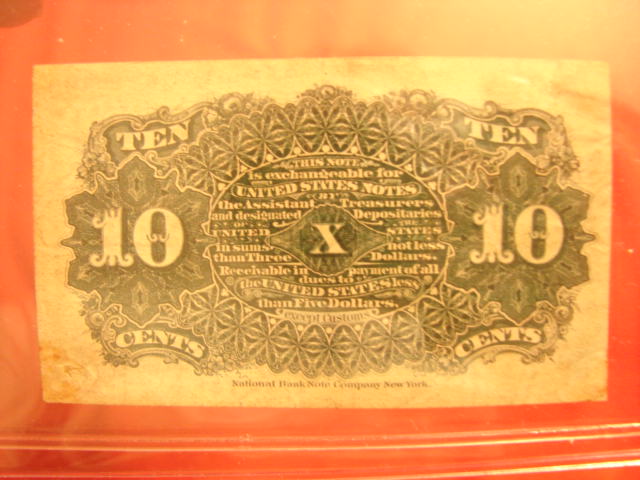 TEN TEN
THIS NOTE
is exchangeable for
UNITED STATES NOTES
BY
the Assistant Treasurers
and designated Depositaries
OF THE
UNITED STATES
10 X 10
in sums not less
than Three Dollars.
Receivable in payment of all
dues to
the UNITED STATES less
than Five Dollars,
except Customs.
CENTS CENTS
National Bank Note Company New York.